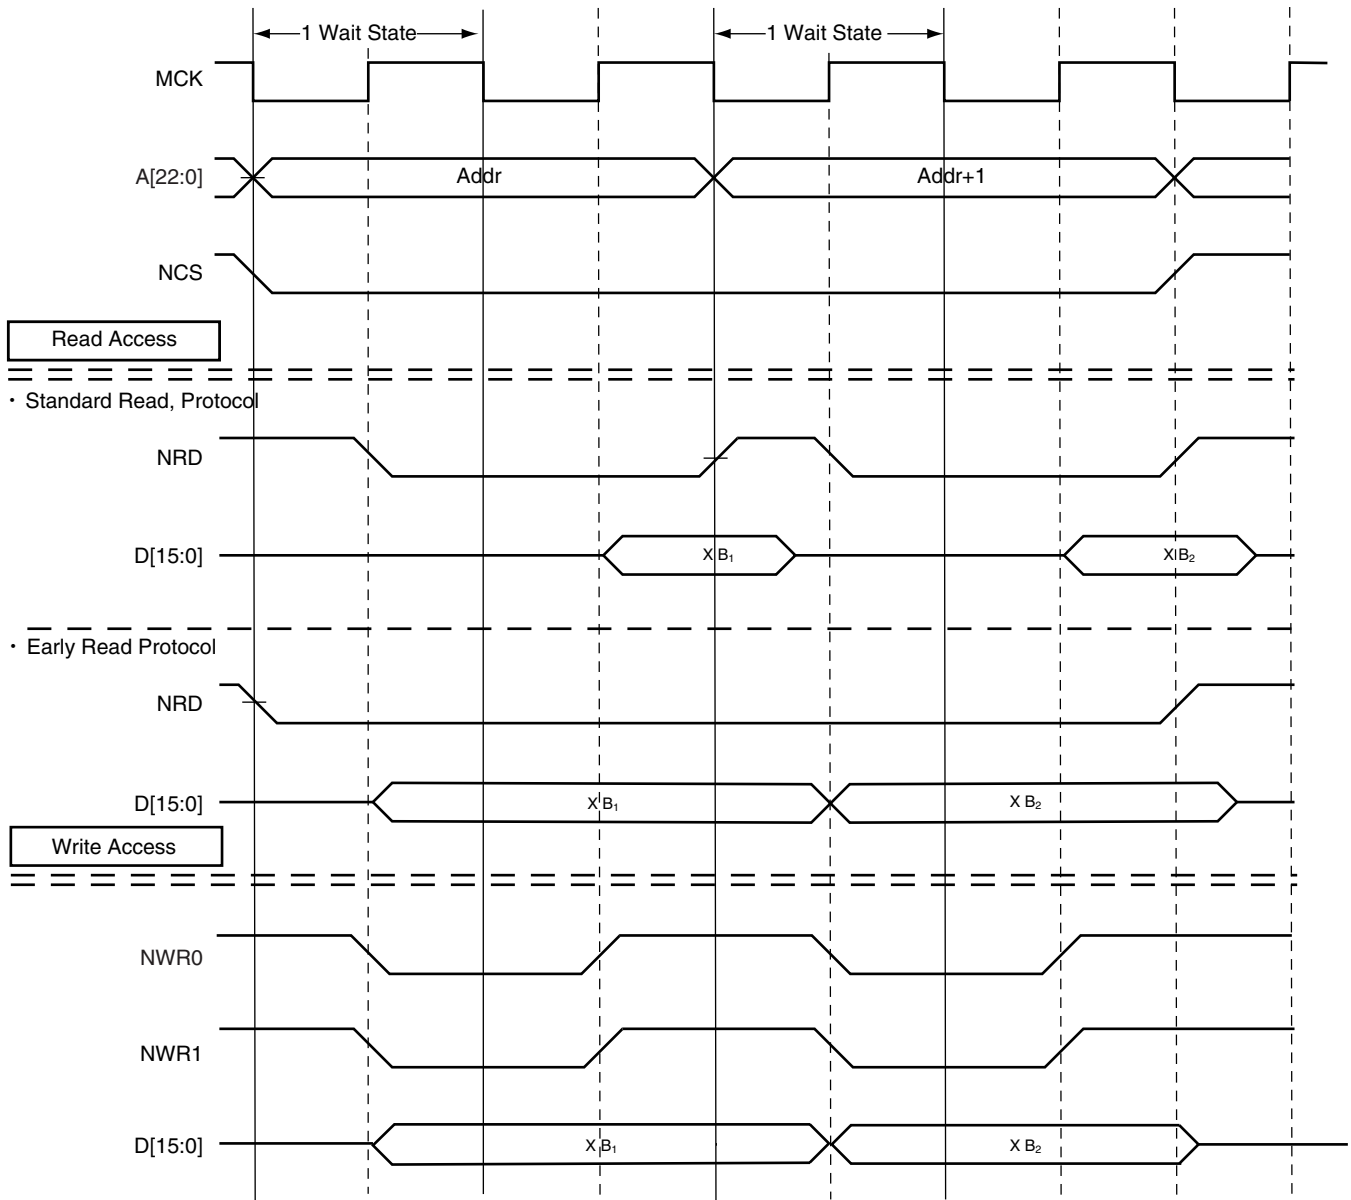 1 Wait State
1 Wait State
MCK
A[22:0]
Addr
Addr+1
NCS
Read Access
· Standard Read, Protocol
NRD
D[15:0]
X B₁
X B₂
· Early Read Protocol
NRD
D[15:0]
X B₁
X B₂
Write Access
NWR0
NWR1
D[15:0]
X B₁
X B₂